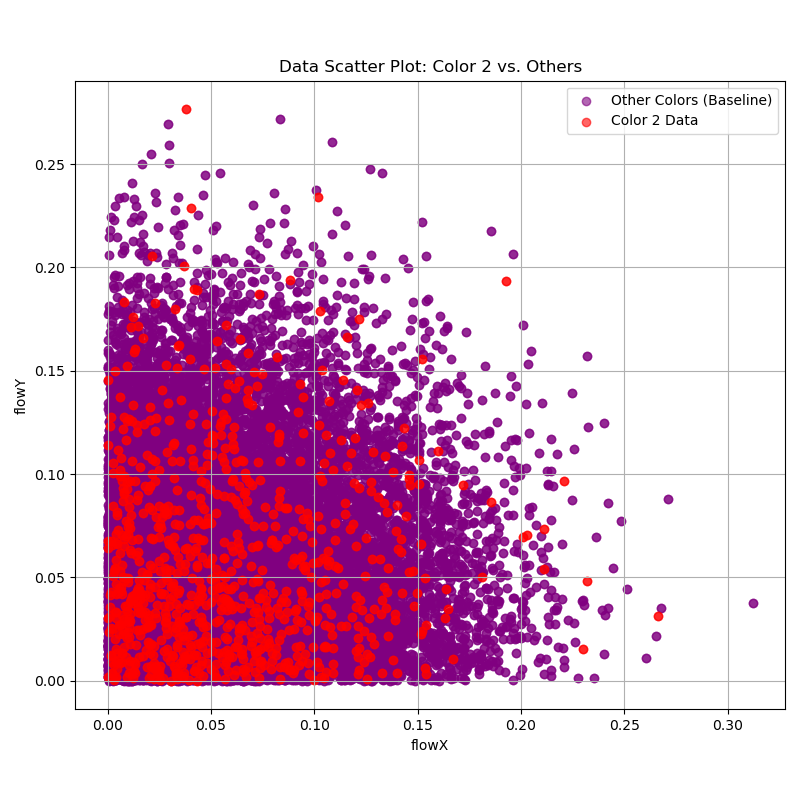 Data Scatter Plot: Color 2 vs. Others
Other Colors (Baseline)
Color 2 Data
flowY
0.25
0.20
0.15
0.10
0.05
0.00
0.00 0.05 0.10 0.15 0.20 0.25 0.30
flowX